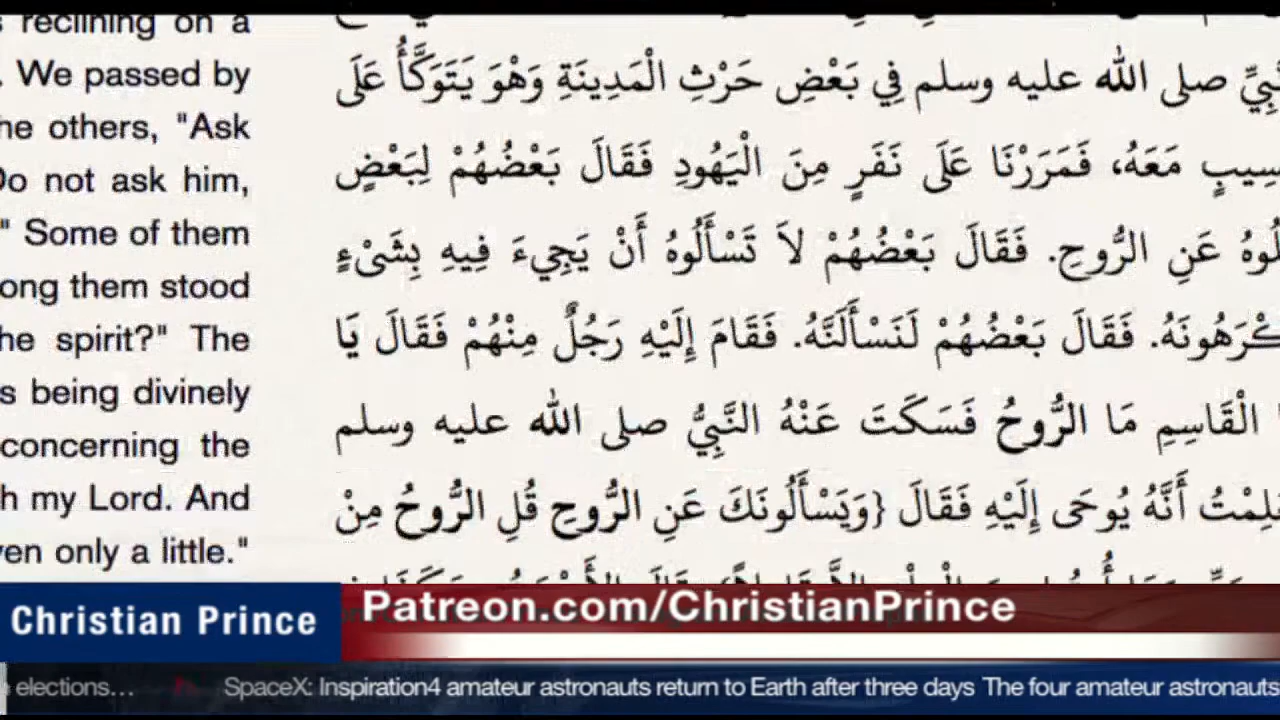 reclining on a
We passed by
he others, "Ask
Do not ask him,
" Some of them
ong them stood
he spirit?" The
s being divinely
concerning the
h my Lord. And
ven only a little."
صلى الله عليه وسلم فِي بَعْضِ حَرْثِ الْمَدِينَةِ وَهْوَ يَتَوَكَّأُ عَلَى
سِيبٍ مَعَهُ، فَمَرَرْنَا عَلَى نَفَرٍ مِنَ الْيَهُودِ فَقَالَ بَعْضُهُمْ لِبَعْضٍ
لُوهُ عَنِ الرُّوحِ. فَقَالَ بَعْضُهُمْ لاَ تَسْأَلُوهُ أَنْ يَجِيءَ فِيهِ بِشَىْءٍ
كْرَهُونَهُ. فَقَالَ بَعْضُهُمْ لَنَسْأَلَنَّهُ. فَقَامَ إِلَيْهِ رَجُلٌ مِنْهُمْ فَقَالَ يَا
الْقَاسِمِ مَا الرُّوحُ فَسَكَتَ عَنْهُ النَّبِيُّ صلى الله عليه وسلم
لِمْتُ أَنَّهُ يُوحَى إِلَيْهِ فَقَالَ {وَيَسْأَلُونَكَ عَنِ الرُّوحِ قُلِ الرُّوحُ مِنْ
Christian Prince
Patreon.com/ChristianPrince
elections... SpaceX: Inspiration4 amateur astronauts return to Earth after three days The four amateur astronauts